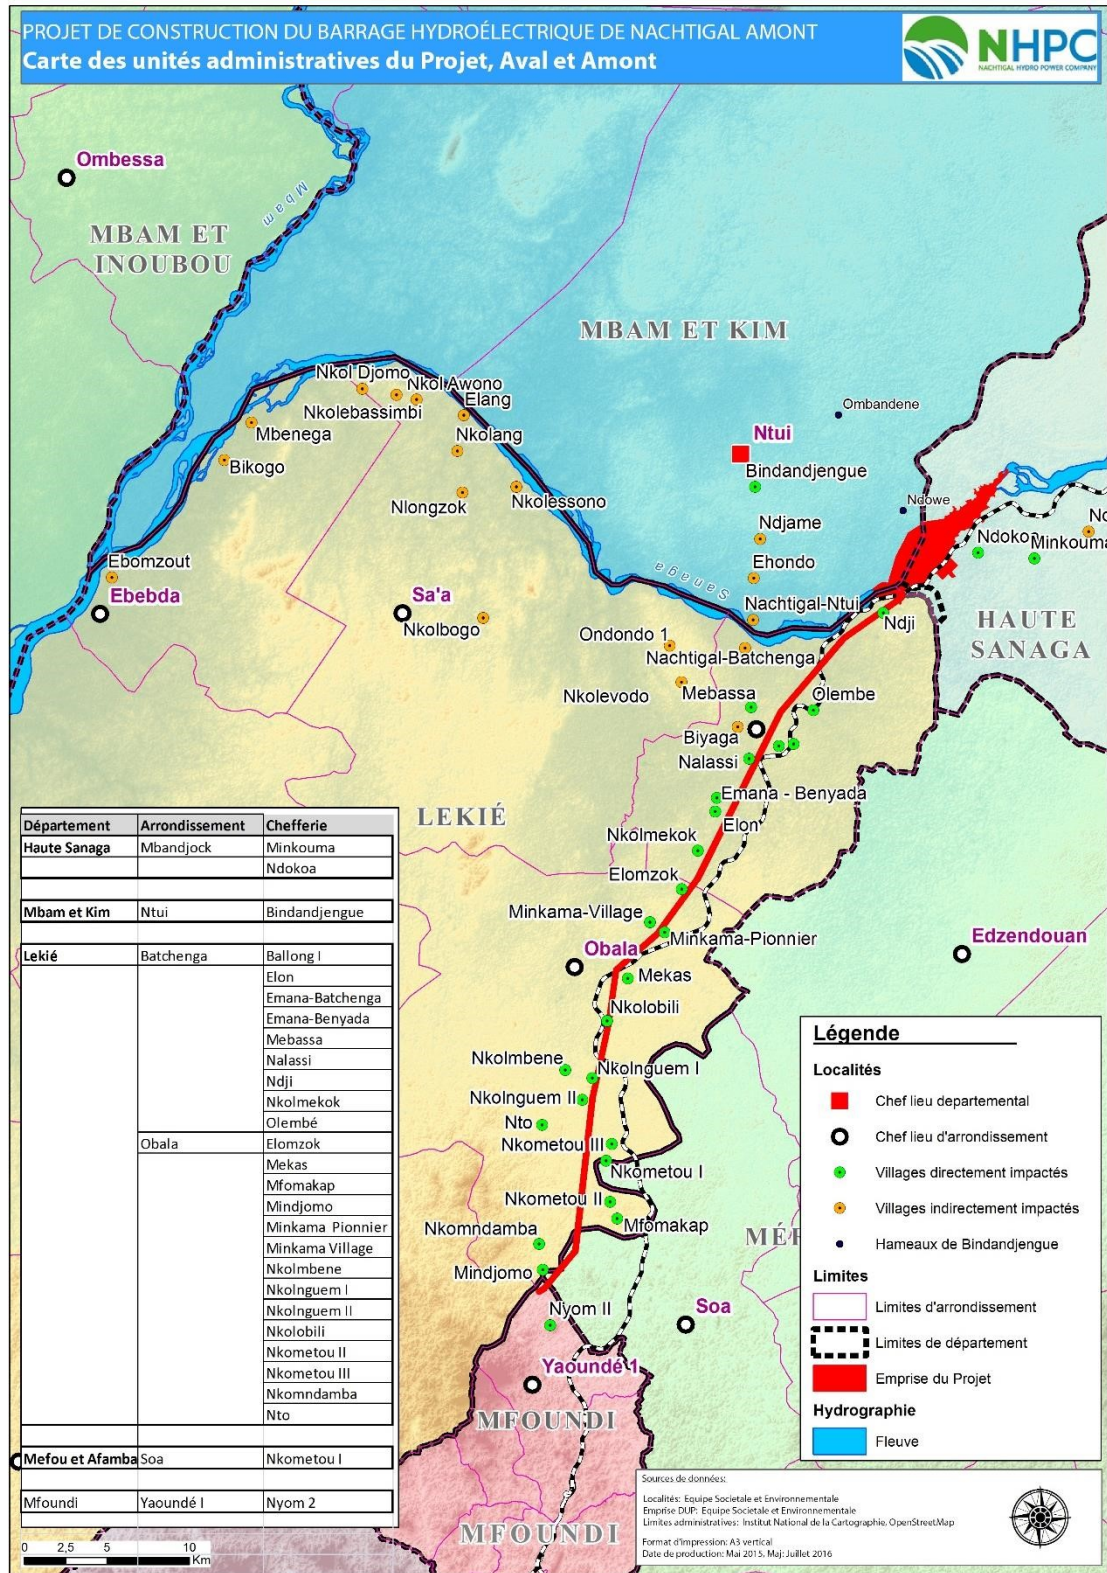 PROJET DE CONSTRUCTION DU BARRAGE HYDROÉLECTRIQUE DE NACHTIGAL AMONT
Carte des unités administratives du Projet, Aval et Amont
NHPC
NACHTIGAL HYDRO POWER COMPANY
Ombessa
Mbam
MBAM ET
INOUBOU
MBAM ET KIM
Nkol Djomo
Nkol Awono
Nkolebassimbi
Elang
Mbenega
Nkolang
Bikogo
Nlongzok
Nkolessono
Ombandene
Ntui
Bindandjengue
Ndowe
Ndjame
Ndokoa
Minkouma
Ehondo
Ebomzout
Ebebda
Sa'a
Nkolbogo
Sanaga
Nachtigal-Ntui
Ndji
HAUTE
SANAGA
Ondondo 1
Nachtigal-Batchenga
Nkolevodo
Mebassa
Olembe
Biyaga
Nalassi
LEKIÉ
Emana - Benyada
Elon
Nkolmekok
Elomzok
Minkama-Village
Minkama-Pionnier
Obala
Edzendouan
Mekas
Nkolobili
Nkolmbene
Nkolnguem I
Nkolnguem II
Nto
Nkometou III
Nkometou I
Nkometou II
Mfomakap
Nkomndamba
Mindjomo
Nyom II
Soa
Yaoundé 1
MFOUNDI
MFOUNDI
Département Arrondissement Chefferie
Haute Sanaga Mbandjock Minkouma
Ndokoa
Mbam et Kim Ntui Bindandjengue
Lekié Batchenga Ballong I
Elon
Emana-Batchenga
Emana-Benyada
Mebassa
Nalassi
Ndji
Nkolmekok
Olembé
Obala Elomzok
Mekas
Mfomakap
Mindjomo
Minkama Pionnier
Minkama Village
Nkolmbene
Nkolnguem I
Nkolnguem II
Nkolobili
Nkometou II
Nkometou III
Nkomndamba
Nto
Mefou et Afamba Soa Nkometou I
Mfoundi Yaoundé I Nyom 2
0 2,5 5 10
Km
Légende
Localités
Chef lieu departemental
Chef lieu d'arrondissement
Villages directement impactés
Villages indirectement impactés
Hameaux de Bindandjengue
Limites
Limites d'arrondissement
Limites de département
Emprise du Projet
Hydrographie
Fleuve
Sources de données:
Localités: Equipe Societale et Environnementale
Emprise DUP: Equipe Societale et Environnementale
Limites administratives: Institut National de la Cartographie, OpenStreetMap
Format d'impression: A3 vertical
Date de production: Mai 2015, Maj: Juillet 2016